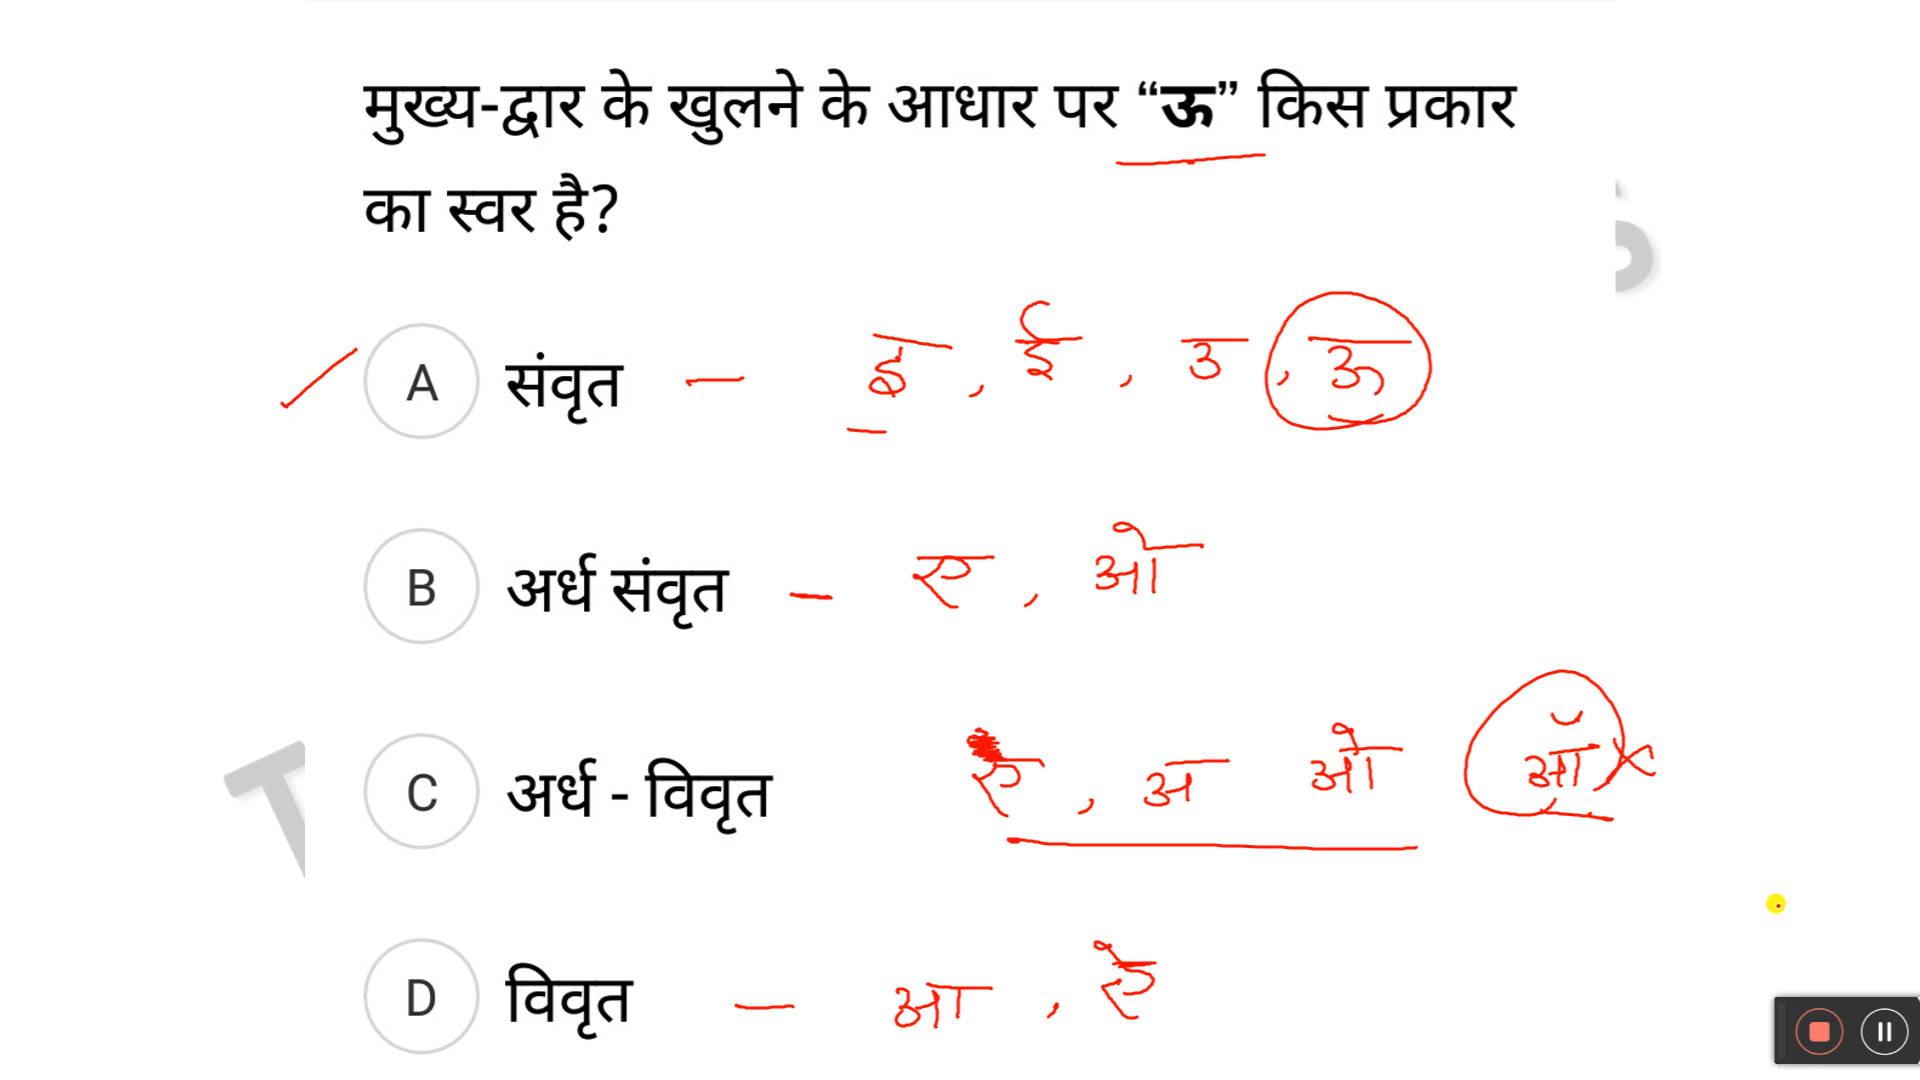 मुख्य-द्वार के खुलने के आधार पर “ऊ” किस प्रकार
का स्वर है?
A संवृत - इ, ई, उ, ऊ
B अर्ध संवृत - ए, ओ
C अर्ध - विवृत ए, अ ओ ऑ
D विवृत - आ, ऐ